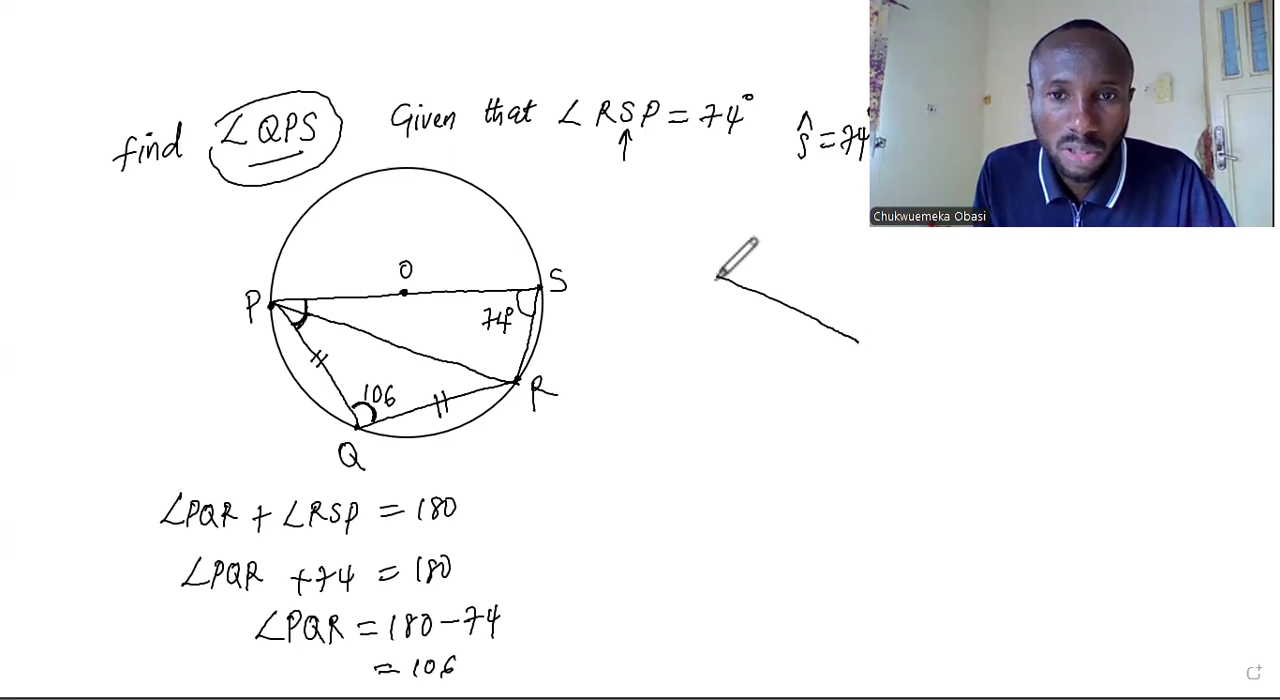 find ∠QPS Given that ∠RSP = 74°
Ŝ = 74°
Chukwuemeka Obasi
O
P
S
74°
106
R
Q
∠PQR + ∠RSP = 180
∠PQR + 74 = 180
∠PQR = 180 - 74
= 106